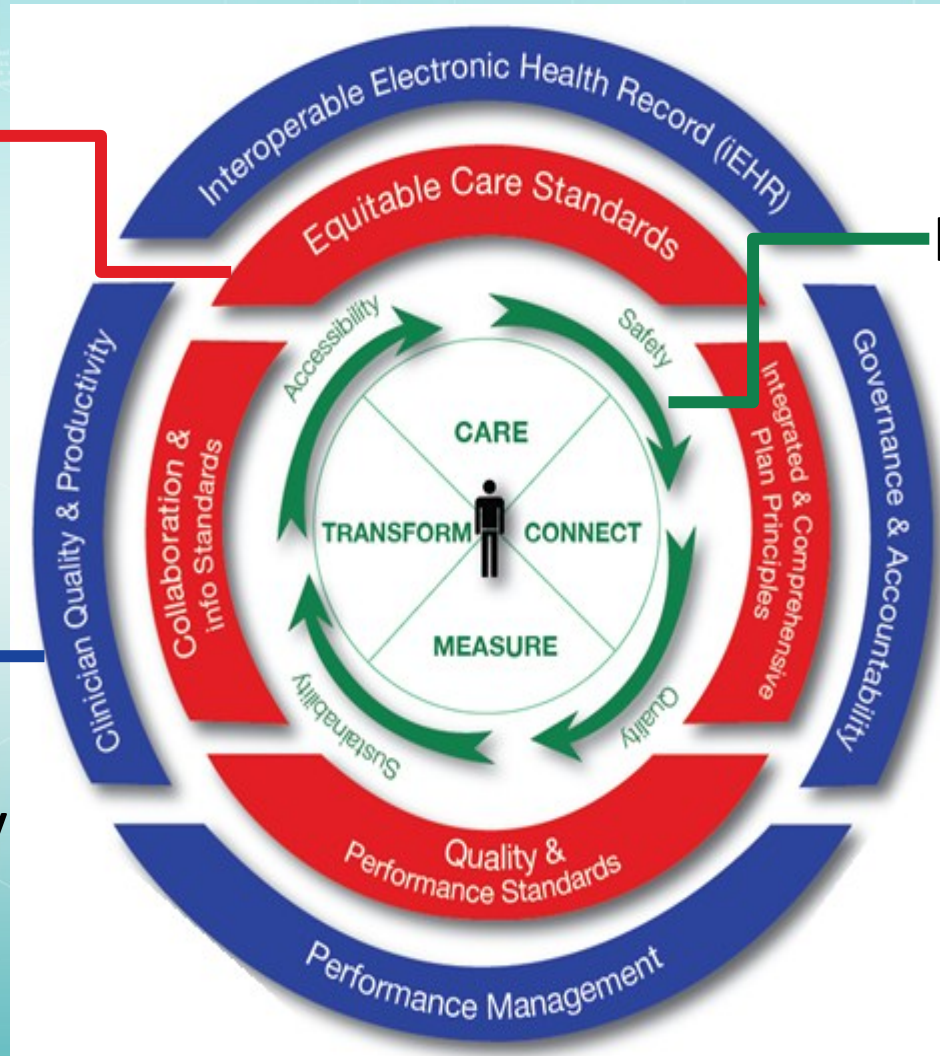 Interoperable Electronic Health Record (iEHR)
Equitable Care Standards
Accessibility
Safety
Clinician Quality & Productivity
Collaboration &
info Standards
CARE
TRANSFORM
CONNECT
MEASURE
Integrated & Comprehensive
Plan Principles
Governance & Accountability
Sustainability
Quality
Quality &
Performance Standards
Performance Management